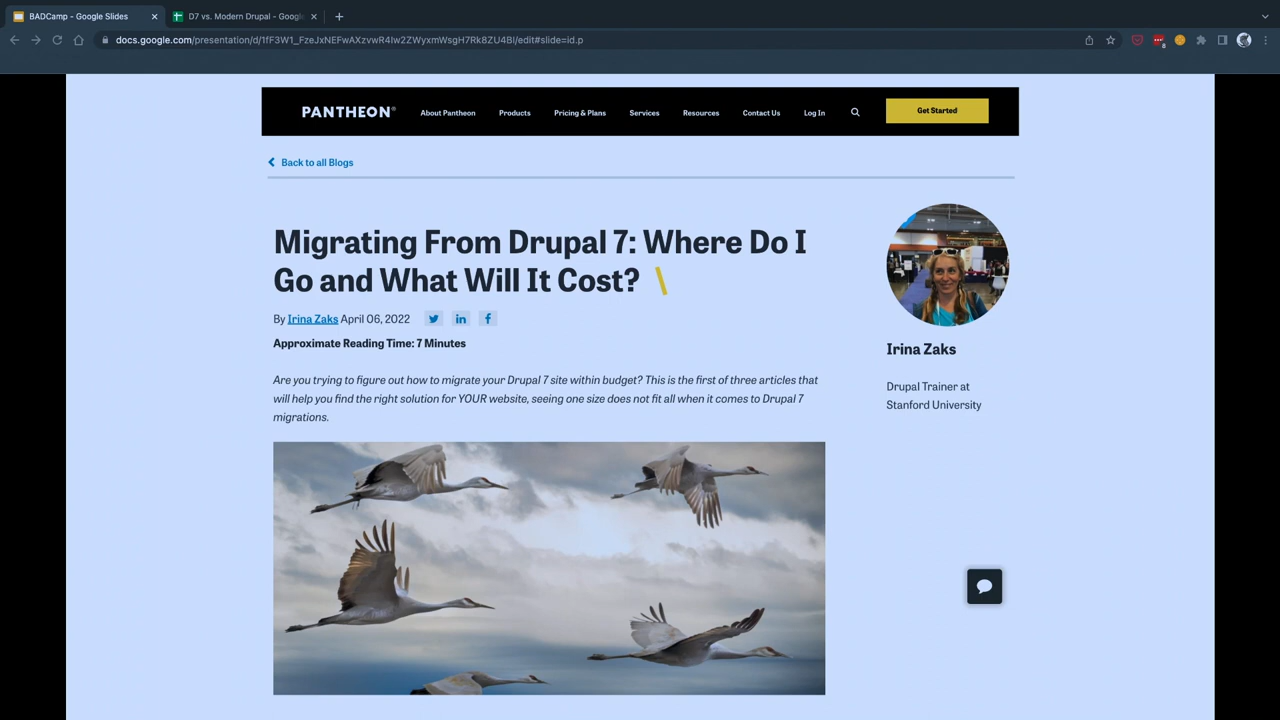 BADCamp - Google Slides
D7 vs. Modern Drupal - Google
docs.google.com/presentation/d/1fF3W1_FzeJxNEFwAXzvwR4Iw2ZWyxmWsgH7Rk8ZU4BI/edit#slide=id.p
8
PANTHEON®
About Pantheon
Products
Pricing & Plans
Services
Resources
Contact Us
Log In
Get Started
Back to all Blogs
Migrating From Drupal 7: Where Do I
Go and What Will It Cost? \
By Irina Zaks April 06, 2022
Approximate Reading Time: 7 Minutes
Are you trying to figure out how to migrate your Drupal 7 site within budget? This is the first of three articles that
will help you find the right solution for YOUR website, seeing one size does not fit all when it comes to Drupal 7
migrations.
Irina Zaks
Drupal Trainer at
Stanford University